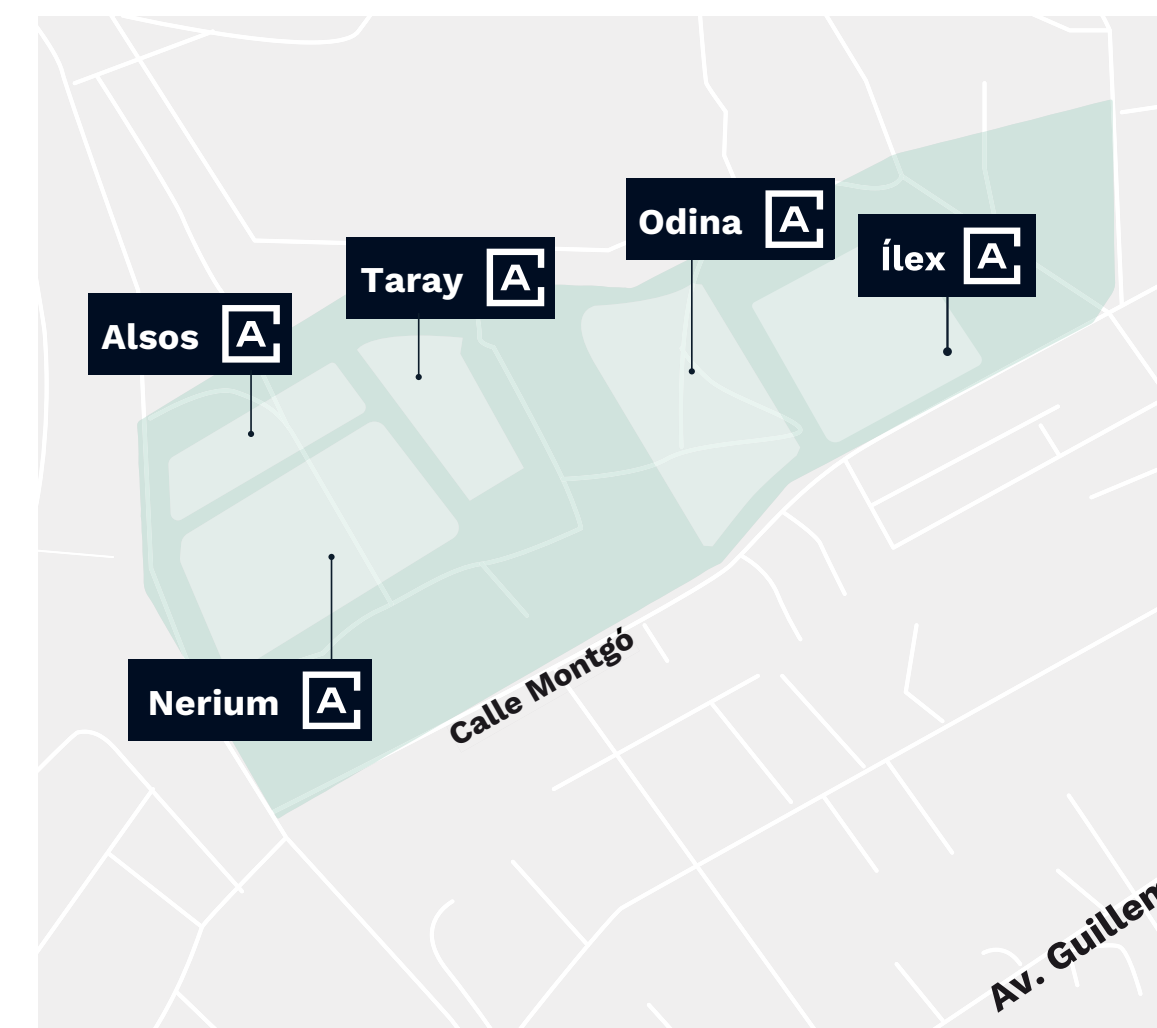 Odina A
Ílex A
Taray A
Alsos A
Nerium A
Calle Montgó
Av. Guillem